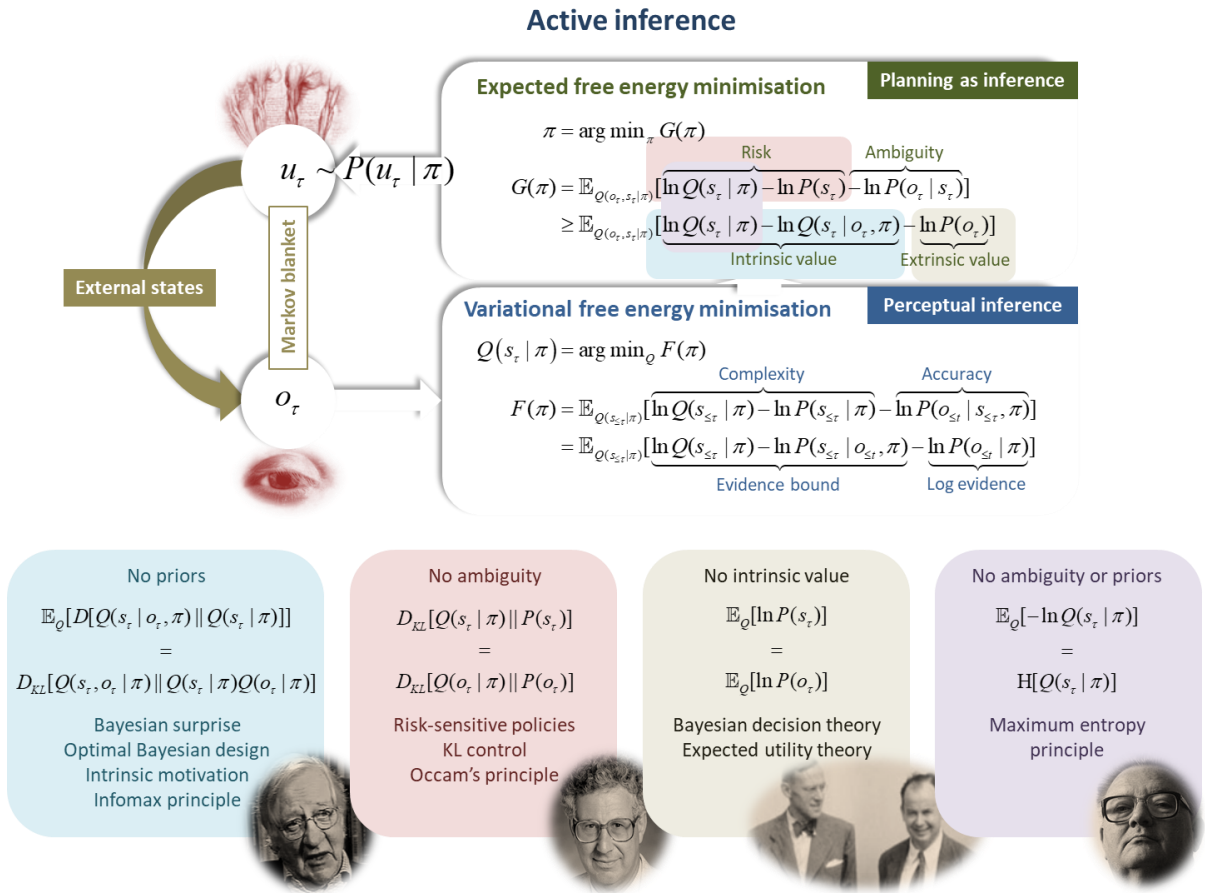 Active inference
Expected free energy minimisation
Planning as inference
π = arg min_π G(π)
Risk
Ambiguity
u_τ ~ P(u_τ | π)
G(π) = 𝔼_{Q(o_τ, s_τ|π)}[ln Q(s_τ | π) − ln P(s_τ) − ln P(o_τ | s_τ)]
≥ 𝔼_{Q(o_τ, s_τ|π)}[ln Q(s_τ | π) − ln Q(s_τ | o_τ, π) − ln P(o_τ)]
Intrinsic value
Extrinsic value
External states
Markov blanket
Variational free energy minimisation
Perceptual inference
Q(s_τ | π) = arg min_Q F(π)
Complexity
Accuracy
o_τ
F(π) = 𝔼_{Q(s_≤τ|π)}[ln Q(s_≤τ | π) − ln P(s_≤τ | π) − ln P(o_≤t | s_≤τ, π)]
= 𝔼_{Q(s_≤τ|π)}[ln Q(s_≤τ | π) − ln P(s_≤τ | o_≤t, π) − ln P(o_≤t | π)]
Evidence bound
Log evidence
No priors
𝔼_Q[D[Q(s_τ | o_τ, π) || Q(s_τ | π)]]
=
D_KL[Q(s_τ, o_τ | π) || Q(s_τ | π)Q(o_τ | π)]
Bayesian surprise
Optimal Bayesian design
Intrinsic motivation
Infomax principle
No ambiguity
D_KL[Q(s_τ | π) || P(s_τ)]
=
D_KL[Q(o_τ | π) || P(o_τ)]
Risk-sensitive policies
KL control
Occam's principle
No intrinsic value
𝔼_Q[ln P(s_τ)]
=
𝔼_Q[ln P(o_τ)]
Bayesian decision theory
Expected utility theory
No ambiguity or priors
𝔼_Q[−ln Q(s_τ | π)]
=
H[Q(s_τ | π)]
Maximum entropy
principle